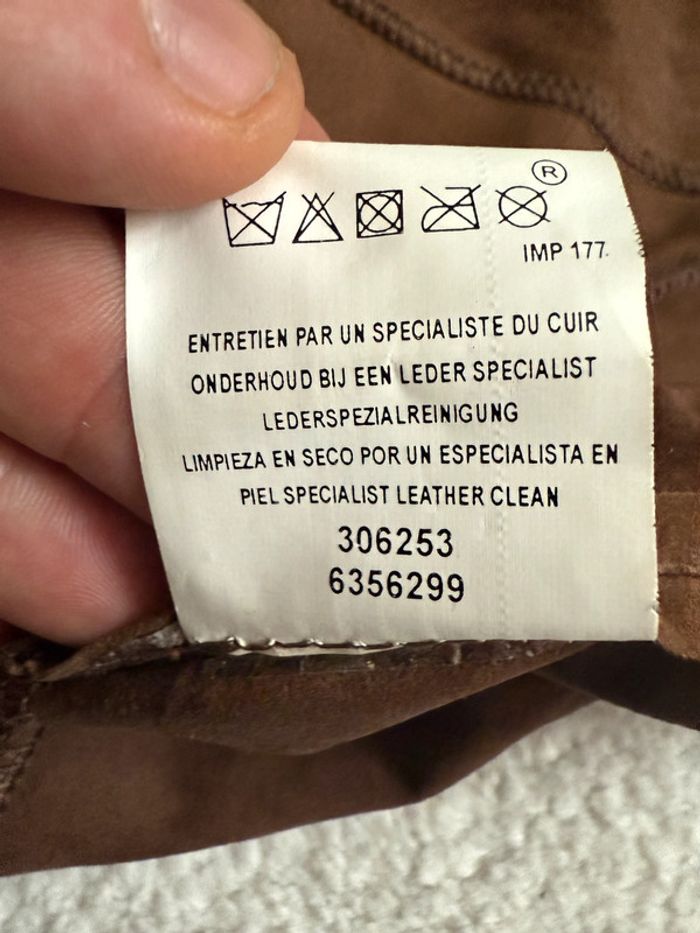 ®
IMP 177
ENTRETIEN PAR UN SPECIALISTE DU CUIR
ONDERHOUD BIJ EEN LEDER SPECIALIST
LEDERSPEZIALREINIGUNG
LIMPIEZA EN SECO POR UN ESPECIALISTA EN
PIEL SPECIALIST LEATHER CLEAN
306253
6356299